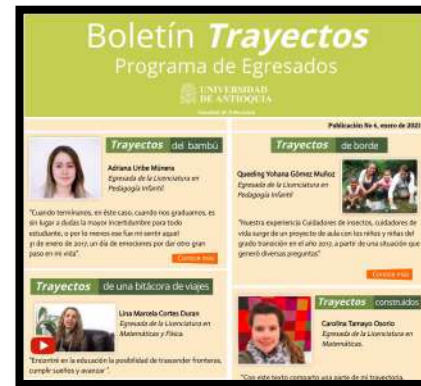 Boletín Trayectos
Programa de Egresados
UNIVERSIDAD
DE ANTIOQUIA
Publicación No 6, enero de 2021
Trayectos del bambú
Adriana Uribe Múnera
Egresada de la Licenciatura en
Pedagogía Infantil
"Cuando terminamos, en éste caso, cuando nos graduamos, es
sin lugar a dudas la mayor incertidumbre para todo
estudiante, o por lo menos ese fue mi sentir aquel
31 de enero de 2017, un día de emociones por dar otro gran
paso en mi vida".
Conoce más
Trayectos de borde
Queeling Yohana Gómez Muñoz
Egresada de la Licenciatura en
Pedagogía Infantil
"Nuestra experiencia Cuidadores de insectos, cuidadores de
vida surge de un proyecto de aula con los niños y niñas del
grado transición en el año 2017, a partir de una situación que
generó diversas preguntas"
Conoce más
Trayectos de una bitácora de viajes
Lina Marcela Cortes Duran
Egresada de la Licenciatura en
Matemáticas y Física.
"Encontré en la educación la posibilidad de trascender fronteras,
cumplir sueños y avanzar".
Trayectos construidos
Carolina Tamayo Osorio
Egresada de la Licenciatura en
Matemáticas.
"Con este texto comparto una parte de mi trayectoria